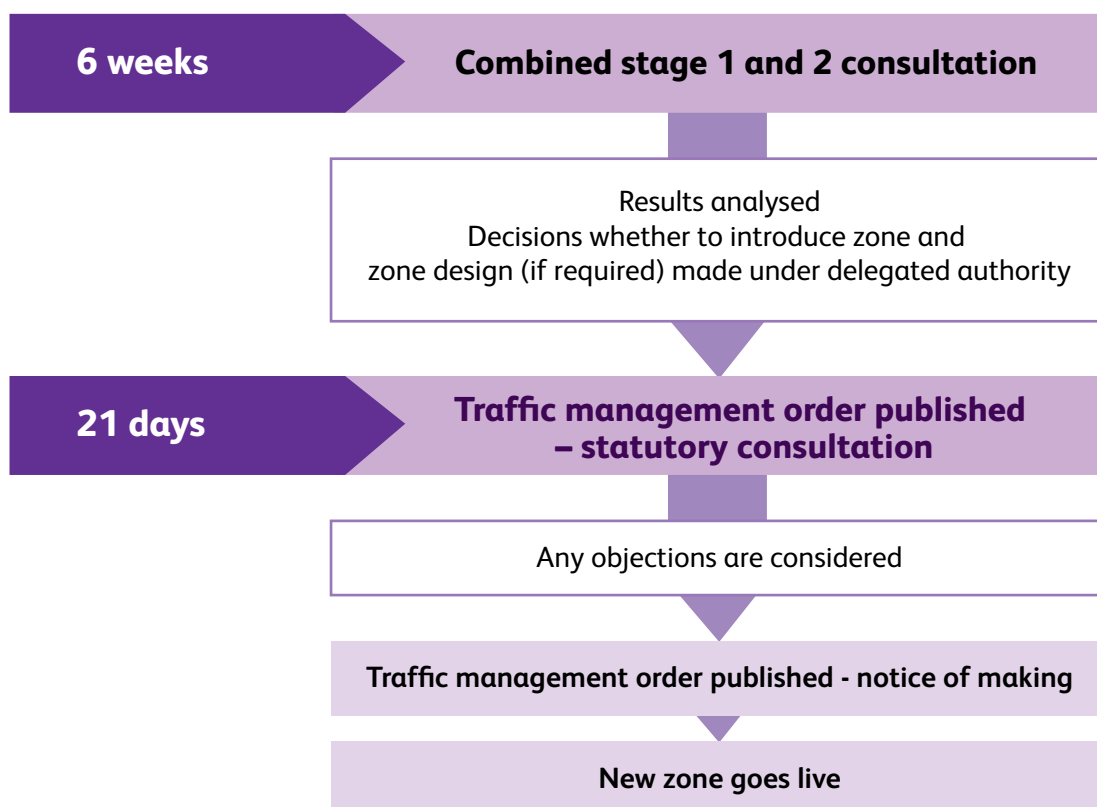 6 weeks
Combined stage 1 and 2 consultation
Results analysed
Decisions whether to introduce zone and
zone design (if required) made under delegated authority
21 days
Traffic management order published
– statutory consultation
Any objections are considered
Traffic management order published - notice of making
New zone goes live